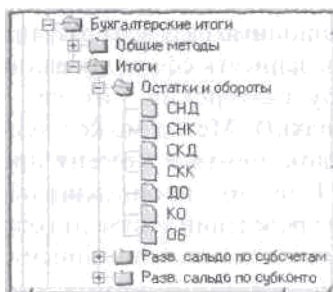 Бухгалтерские итоги
Общие методы
Итоги
Остатки и обороты
СНД
СНК
СКД
СКК
ДО
КО
ОБ
Разв. сальдо по субсчетам
Разв. сальдо по субконто